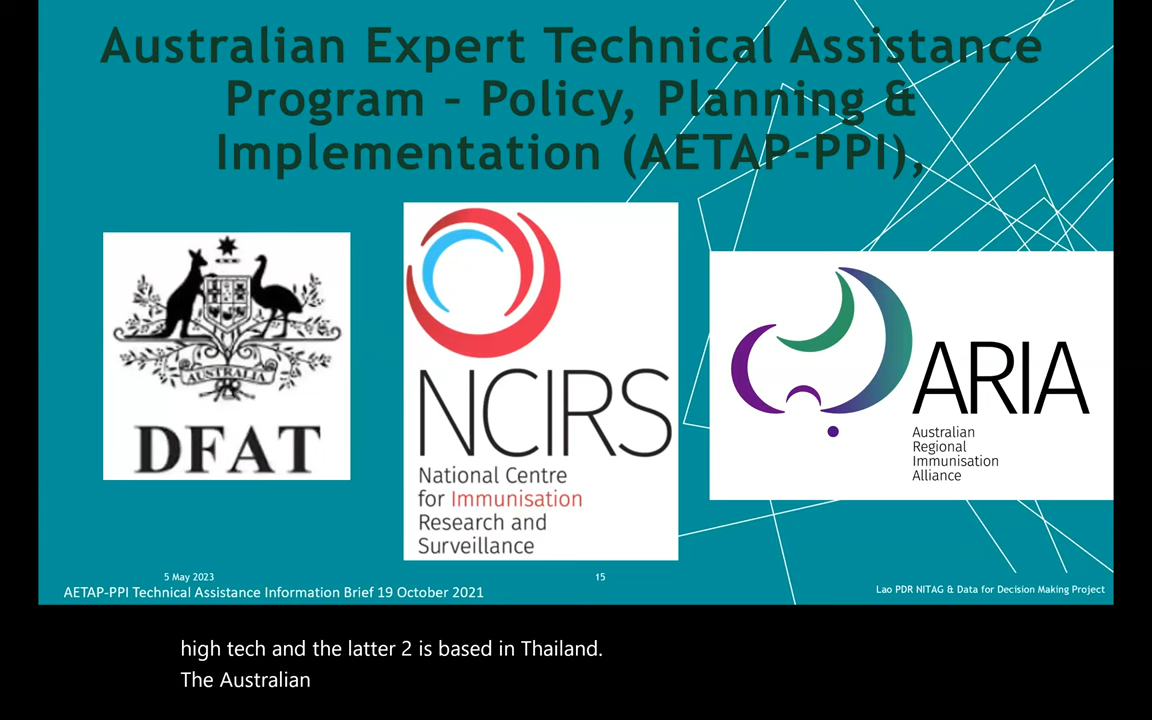 Australian Expert Technical Assistance
Program – Policy, Planning &
Implementation (AETAP-PPI),
AUSTRALIA
DFAT
NCIRS
National Centre
for Immunisation
Research and
Surveillance
ARIA
Australian
Regional
Immunisation
Alliance
5 May 2023
15
AETAP-PPI Technical Assistance Information Brief 19 October 2021
Lao PDR NITAG & Data for Decision Making Project
high tech and the latter 2 is based in Thailand.
The Australian